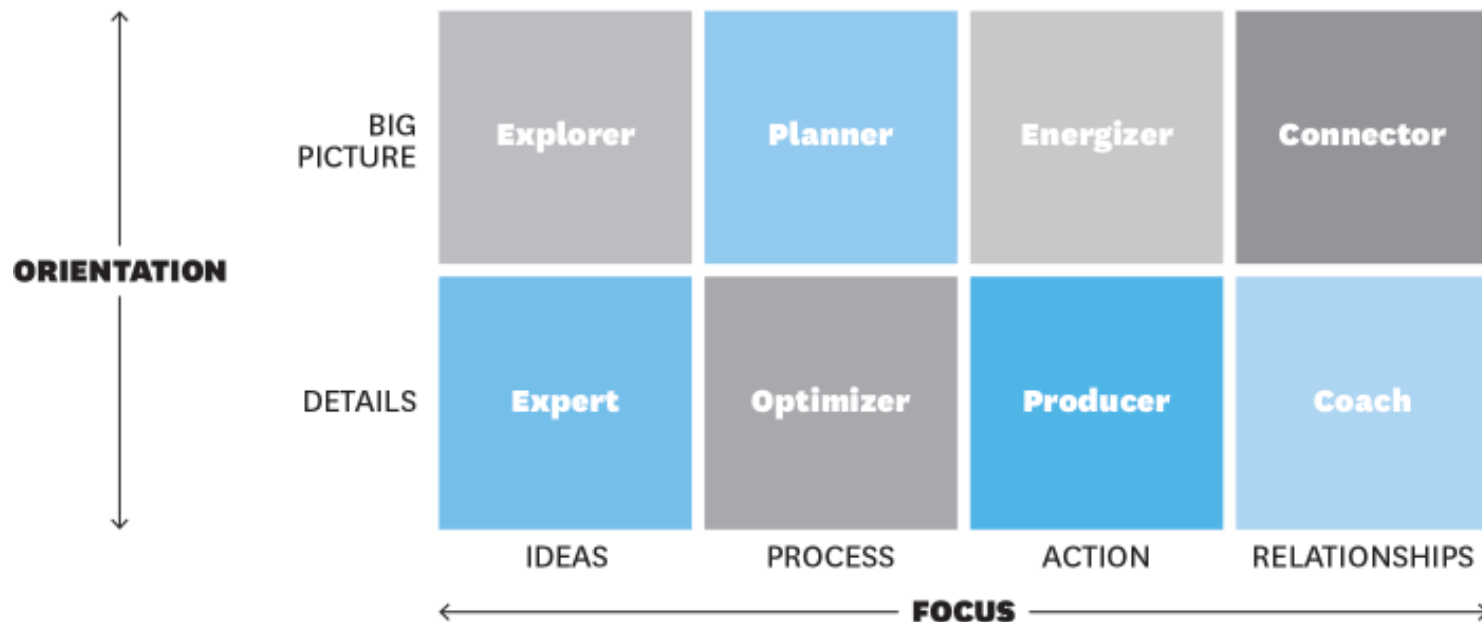 BIG
PICTURE
Explorer
Planner
Energizer
Connector
ORIENTATION
DETAILS
Expert
Optimizer
Producer
Coach
IDEAS
PROCESS
ACTION
RELATIONSHIPS
FOCUS